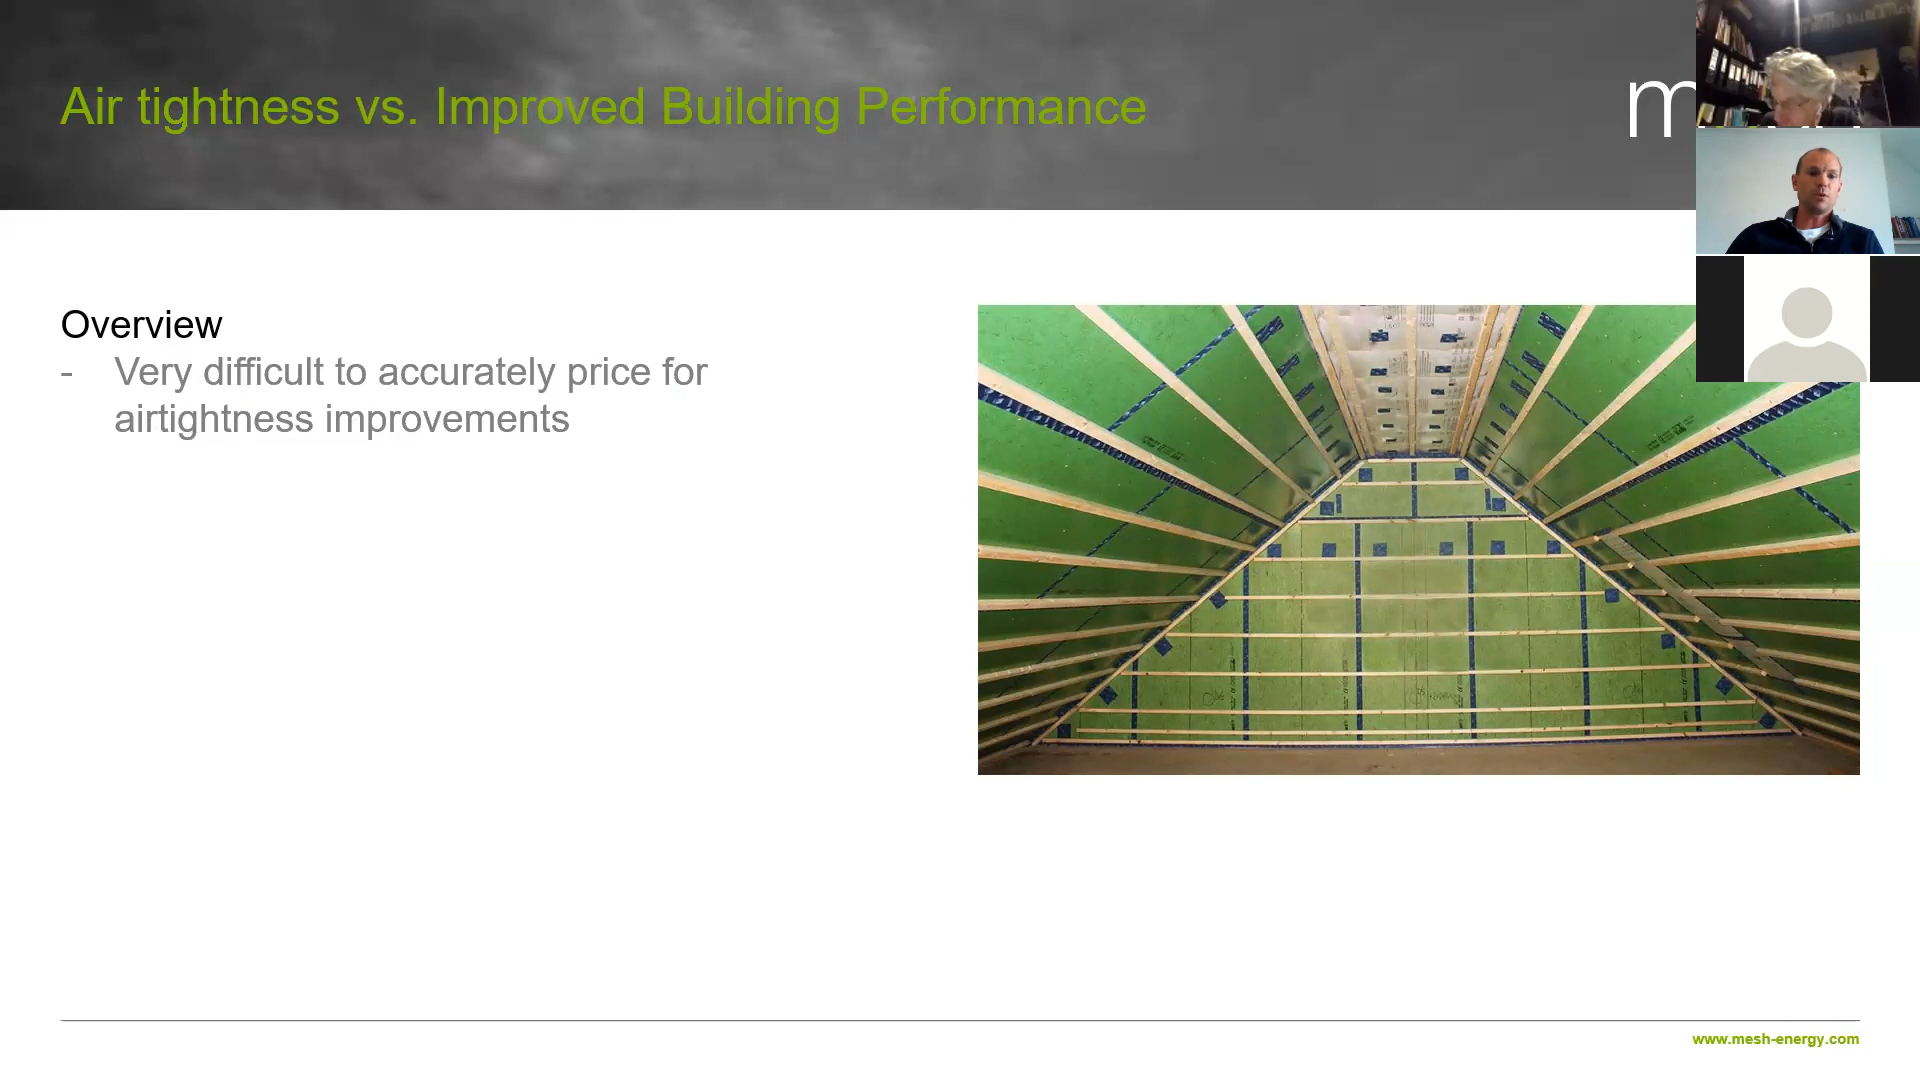 Air tightness vs. Improved Building Performance
Overview
- Very difficult to accurately price for
airtightness improvements
www.mesh-energy.com